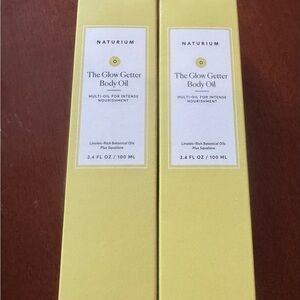 NATURIUM
The Glow Getter
Body Oil
MULTI-OIL FOR INTENSE
NOURISHMENT
Linoleic-Rich Botanical Oils
Plus Squalane
3.4 FL OZ / 100 ML
NATURIUM
The Glow Getter
Body Oil
MULTI-OIL FOR INTENSE
NOURISHMENT
Linoleic-Rich Botanical Oils
Plus Squalane
3.4 FL OZ / 100 ML